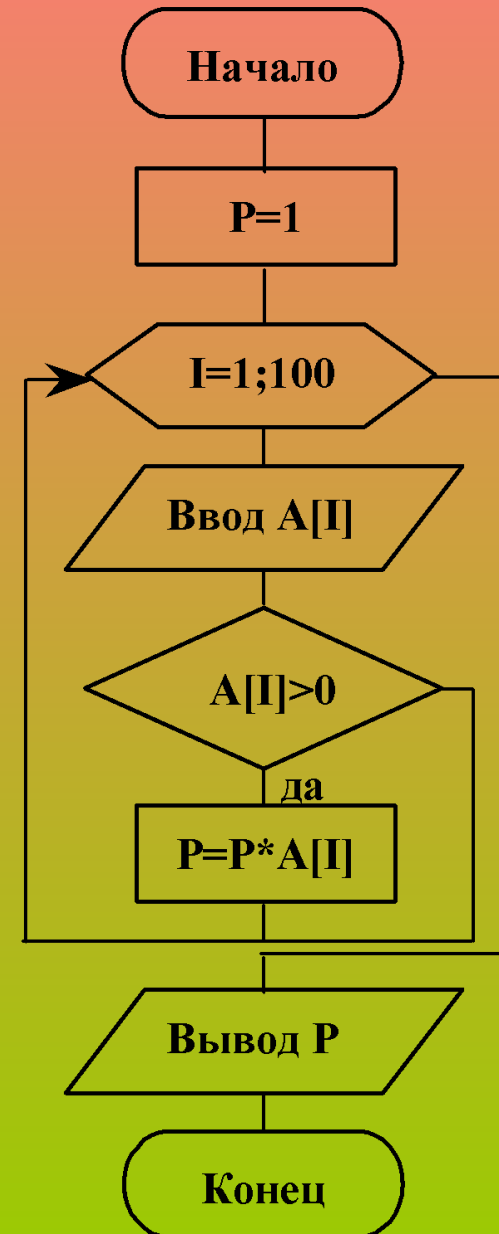 Начало
P=1
I=1;100
Ввод A[I]
A[I]>0
да
P=P*A[I]
Вывод P
Конец